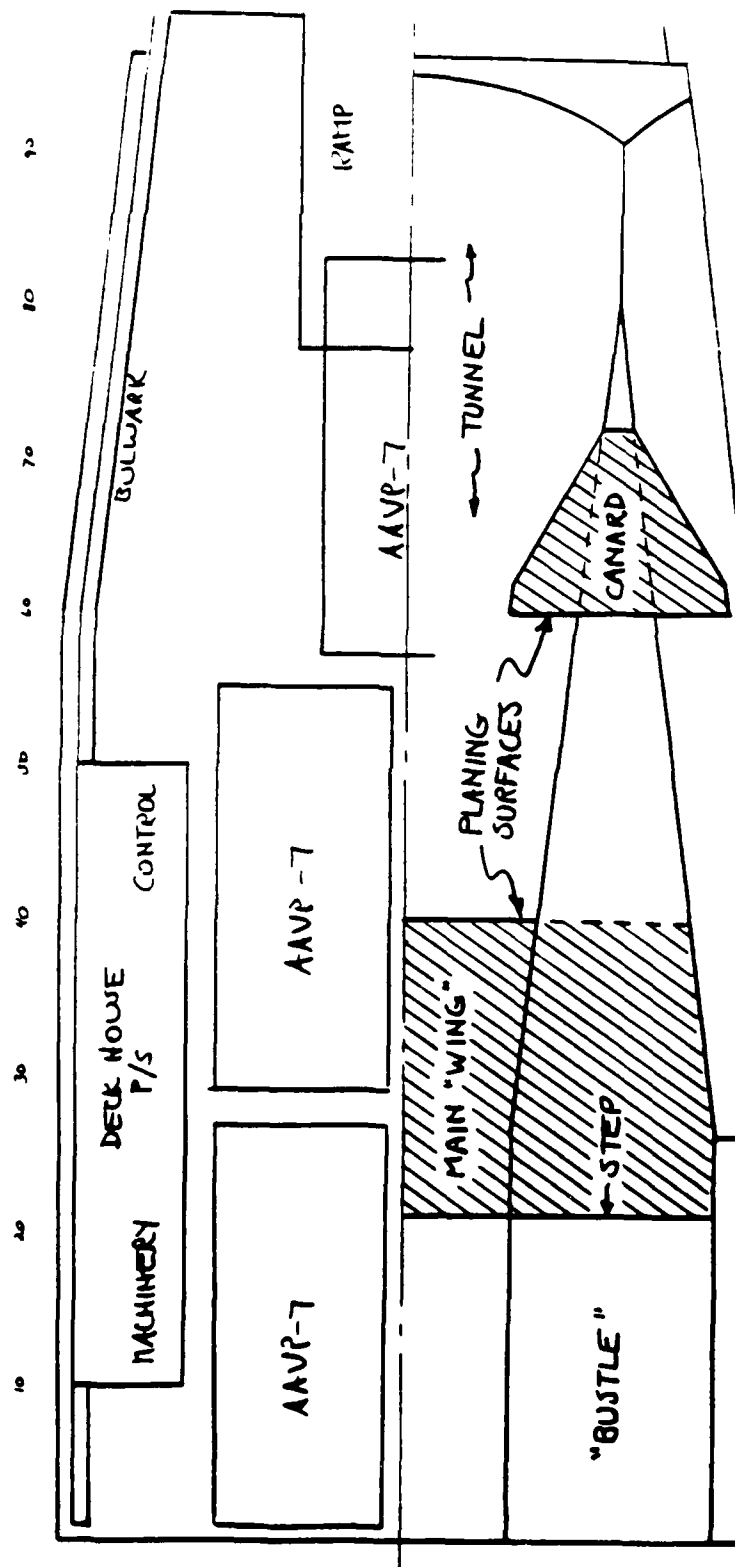 10
20
30
40
50
60
70
80
90
BULWARK
DECK HOUSE
P/S
MACHINERY
CONTROL
RAMP
AAVP-7
AAVP-7
AAVP-7
TUNNEL
PLANING
SURFACES
CANARD
MAIN "WING"
STEP
"BUSTLE"